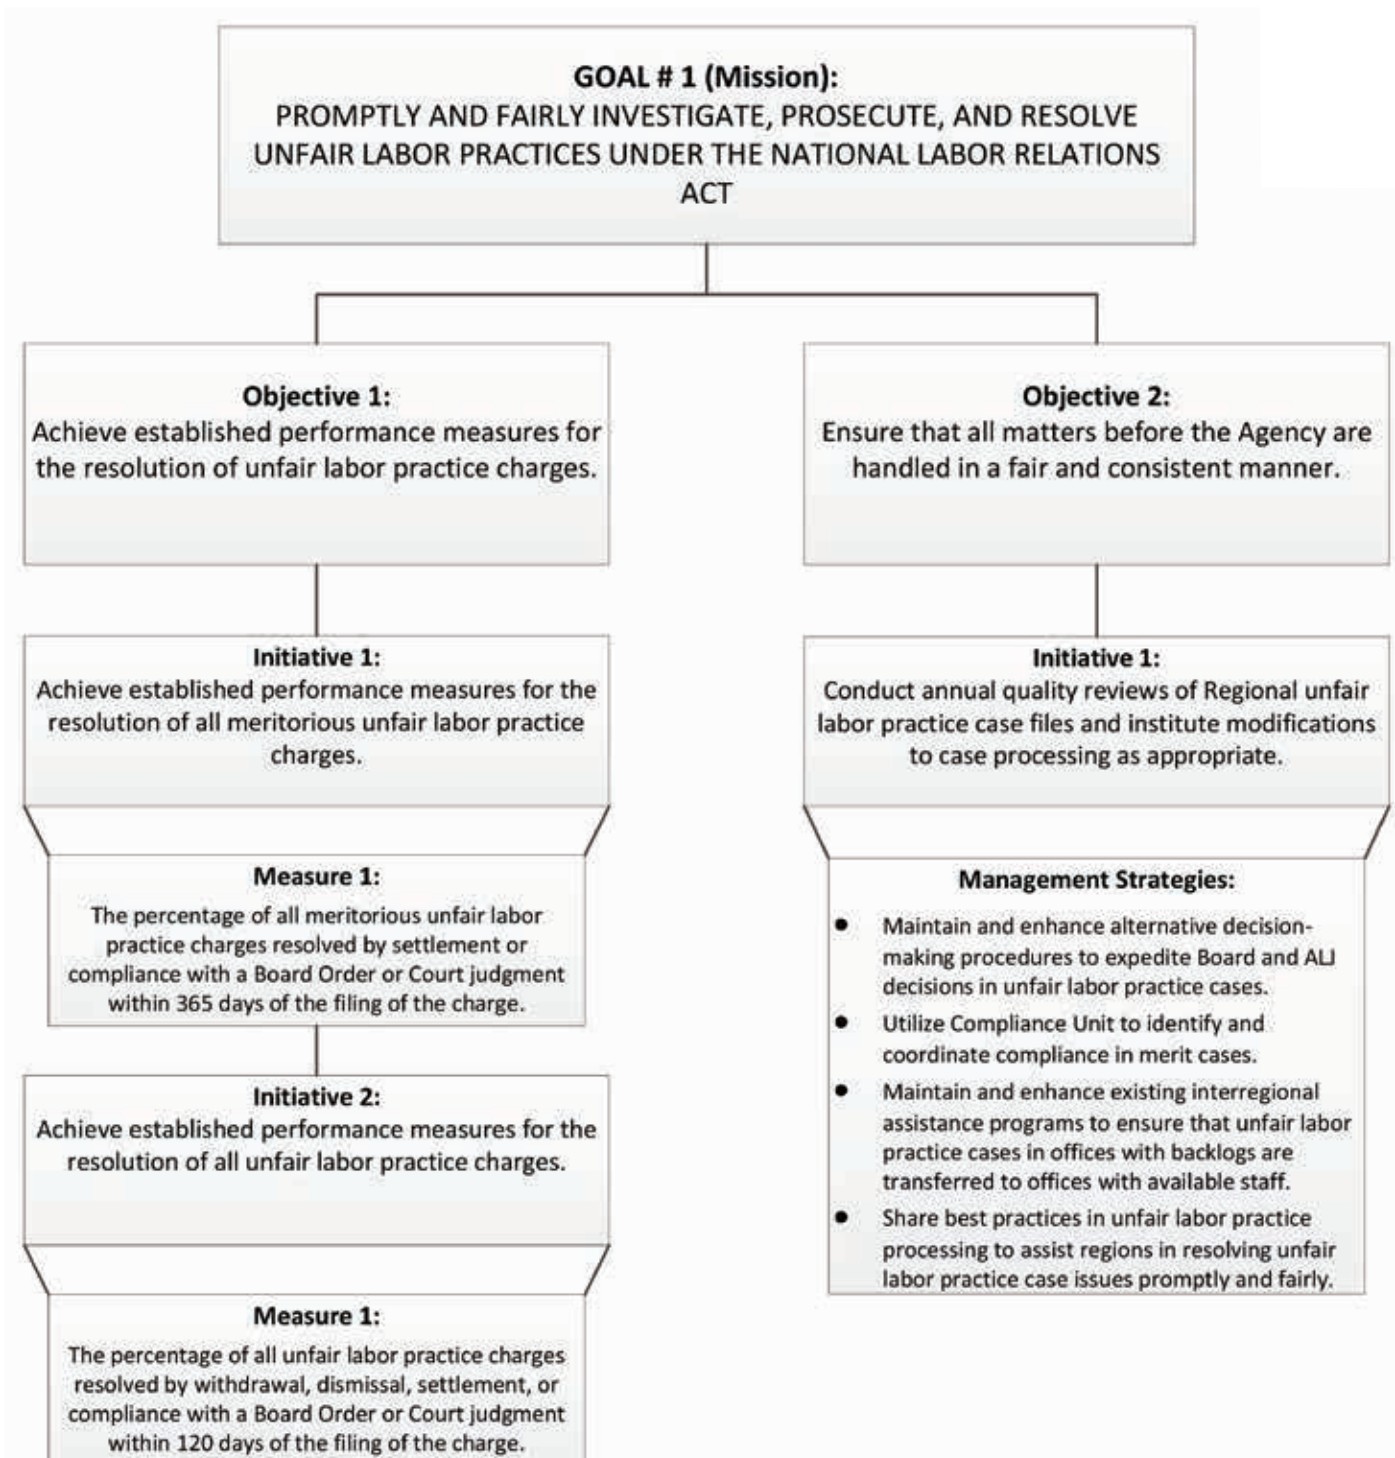 GOAL # 1 (Mission):
PROMPTLY AND FAIRLY INVESTIGATE, PROSECUTE, AND RESOLVE
UNFAIR LABOR PRACTICES UNDER THE NATIONAL LABOR RELATIONS
ACT
Objective 1:
Achieve established performance measures for
the resolution of unfair labor practice charges.
Initiative 1:
Achieve established performance measures for the
resolution of all meritorious unfair labor practice
charges.
Measure 1:
The percentage of all meritorious unfair labor
practice charges resolved by settlement or
compliance with a Board Order or Court judgment
within 365 days of the filing of the charge.
Initiative 2:
Achieve established performance measures for the
resolution of all unfair labor practice charges.
Measure 1:
The percentage of all unfair labor practice charges
resolved by withdrawal, dismissal, settlement, or
compliance with a Board Order or Court judgment
within 120 days of the filing of the charge.
Objective 2:
Ensure that all matters before the Agency are
handled in a fair and consistent manner.
Initiative 1:
Conduct annual quality reviews of Regional unfair
labor practice case files and institute modifications
to case processing as appropriate.
Management Strategies:
● Maintain and enhance alternative decision-
making procedures to expedite Board and ALJ
decisions in unfair labor practice cases.
● Utilize Compliance Unit to identify and
coordinate compliance in merit cases.
● Maintain and enhance existing interregional
assistance programs to ensure that unfair labor
practice cases in offices with backlogs are
transferred to offices with available staff.
● Share best practices in unfair labor practice
processing to assist regions in resolving unfair
labor practice case issues promptly and fairly.